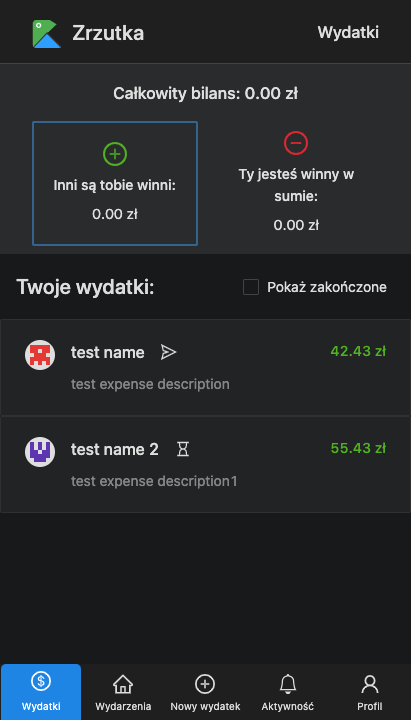 Zrzutka
Wydatki
Całkowity bilans: 0.00 zł
Inni są tobie winni:
0.00 zł
Ty jesteś winny w
sumie:
0.00 zł
Twoje wydatki:
Pokaż zakończone
test name
42.43 zł
test expense description
test name 2
55.43 zł
test expense description1
Wydatki
Wydarzenia
Nowy wydatek
Aktywność
Profil